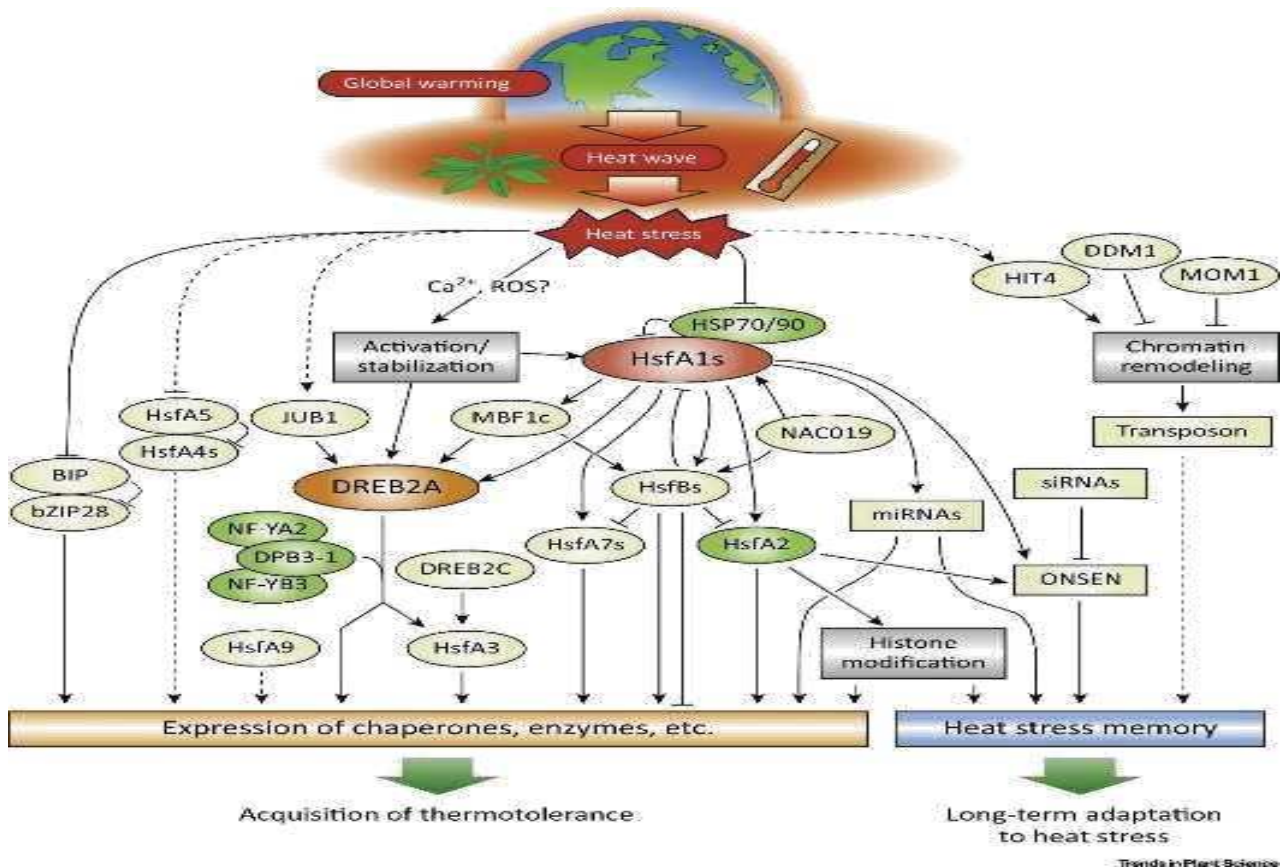 Global warming
Heat wave
Heat stress
Ca2+, ROS?
HIT4
DDM1
MOM1
HSP70/90
HsfA1s
Activation/
stabilization
Chromatin
remodeling
HsfA5
HsfA4s
JUB1
MBF1c
NAC019
Transposon
BIP
bZIP28
DREB2A
HsfBs
siRNAs
miRNAs
NF-YA2
DPB3-1
NF-YB3
DREB2C
HsfA7s
HsfA2
ONSEN
HsfA9
HsfA3
Histone
modification
Expression of chaperones, enzymes, etc.
Heat stress memory
Acquisition of thermotolerance
Long-term adaptation
to heat stress
Trends in Plant Science